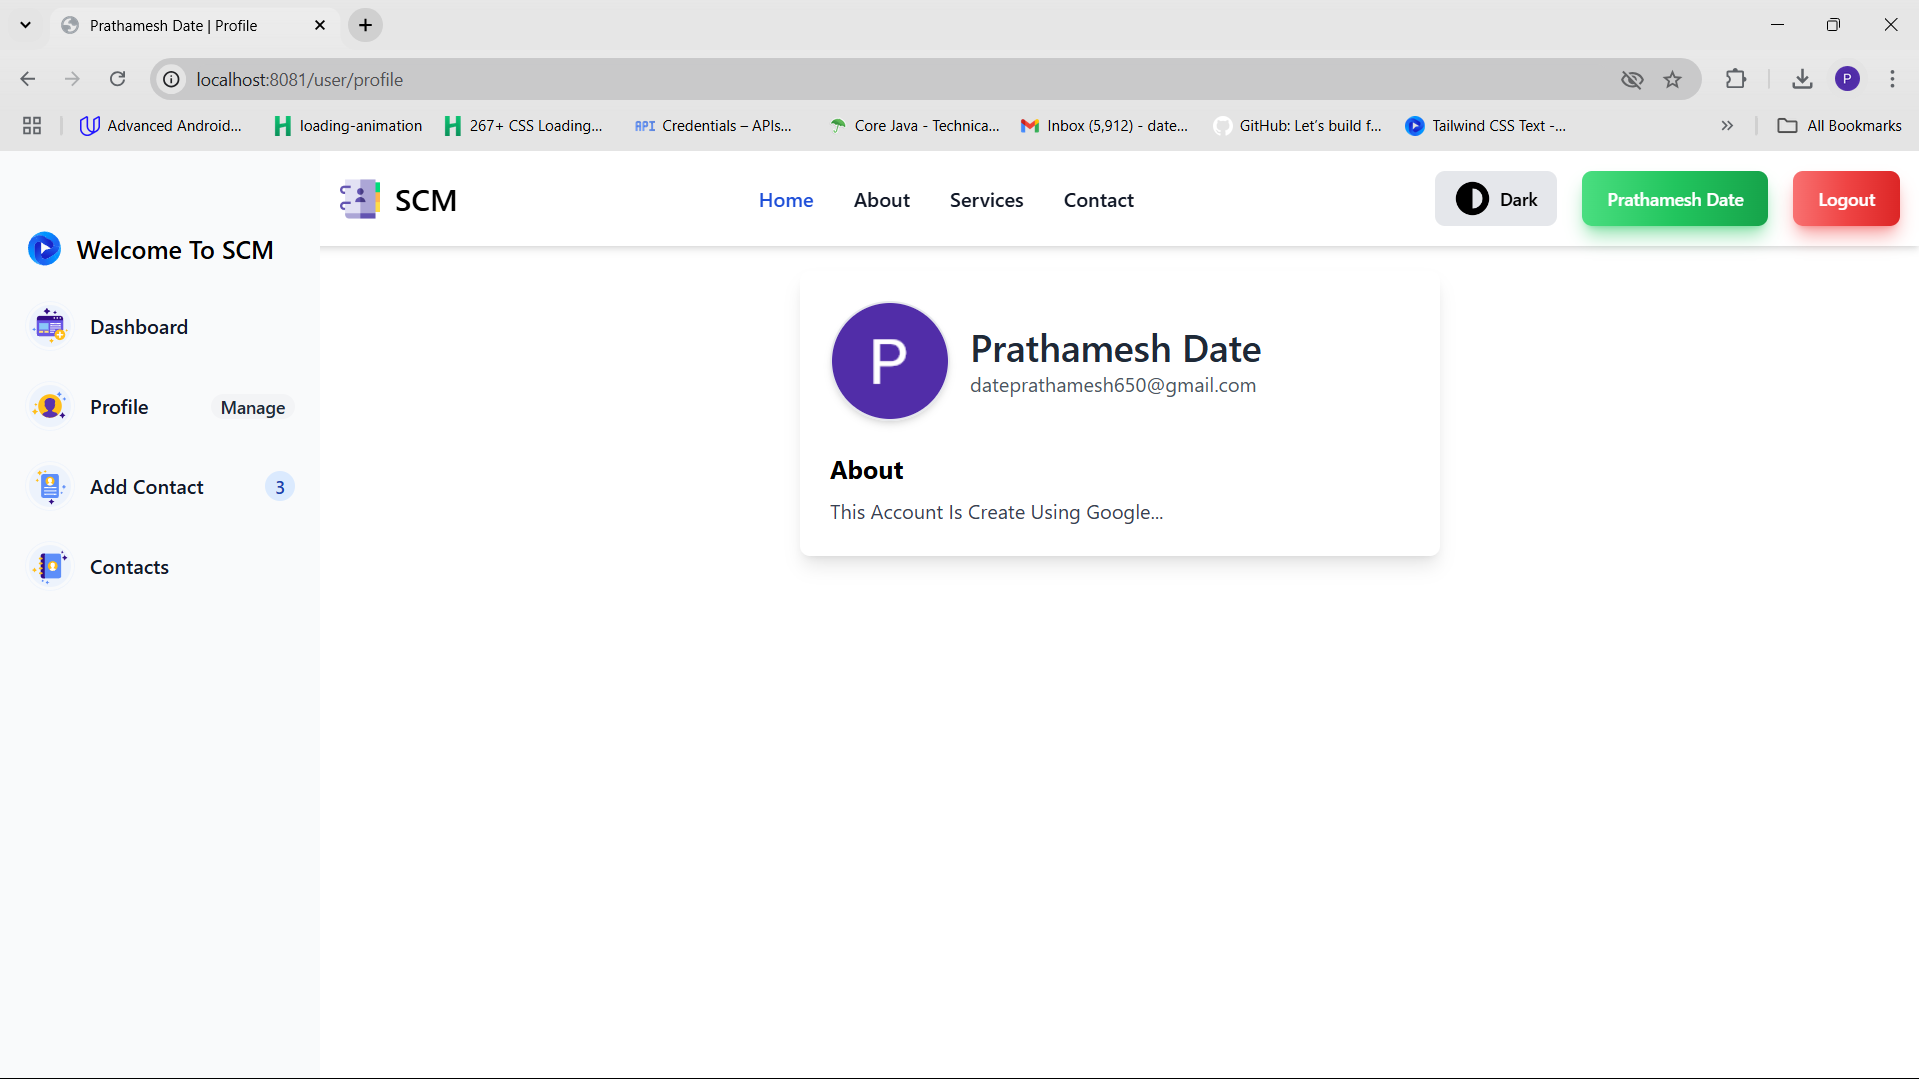 Prathamesh Date | Profile
localhost:8081/user/profile
P
Advanced Android...
H loading-animation
H 267+ CSS Loading...
API Credentials – APIs...
Core Java - Technica...
Inbox (5,912) - date...
GitHub: Let's build f...
Tailwind CSS Text -...
All Bookmarks
SCM
Home
About
Services
Contact
Dark
Prathamesh Date
Logout
Welcome To SCM
Dashboard
Profile
Manage
Add Contact
3
Contacts
P
Prathamesh Date
dateprathamesh650@gmail.com
About
This Account Is Create Using Google...